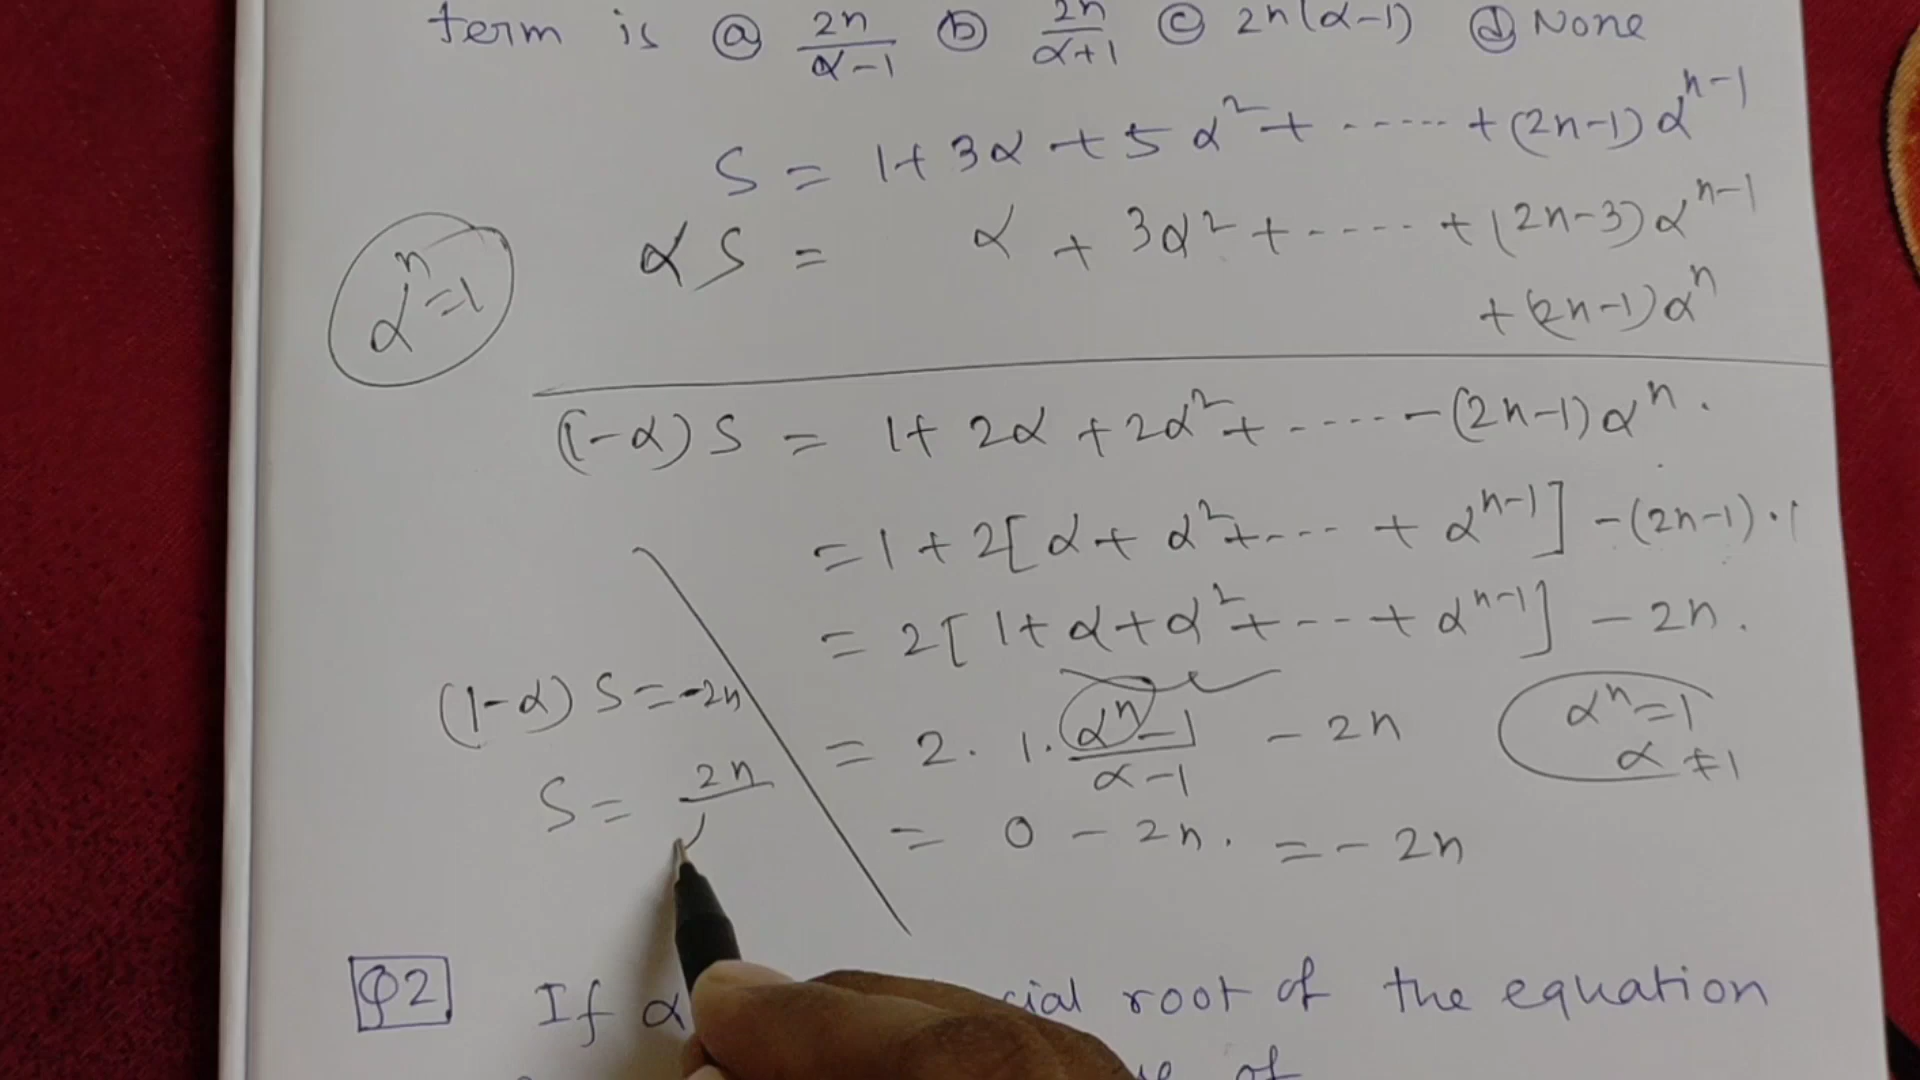 term is ⓐ 2n/α-1 ⓑ 2n/α+1 ⓒ 2n(α-1) ⓓ None
S = 1+3α+5α²+ ----- +(2n-1)α^n-1
αS = α + 3α²+ ---- +(2n-3)α^n-1
+(2n-1)α^n
α^n=1
(1-α)S = 1+2α+2α²+ ---- -(2n-1)α^n.
= 1+2[α+α²+--- + α^n-1] -(2n-1)·1
= 2[1+α+α²+---+α^n-1] -2n.
= 2. 1. α^n-1/α-1 -2n
α^n=1
α≠1
= 0 - 2n. = -2n
(1-α)S = -2n
S = 2n/
Q2 If α
cial root of the equation
of